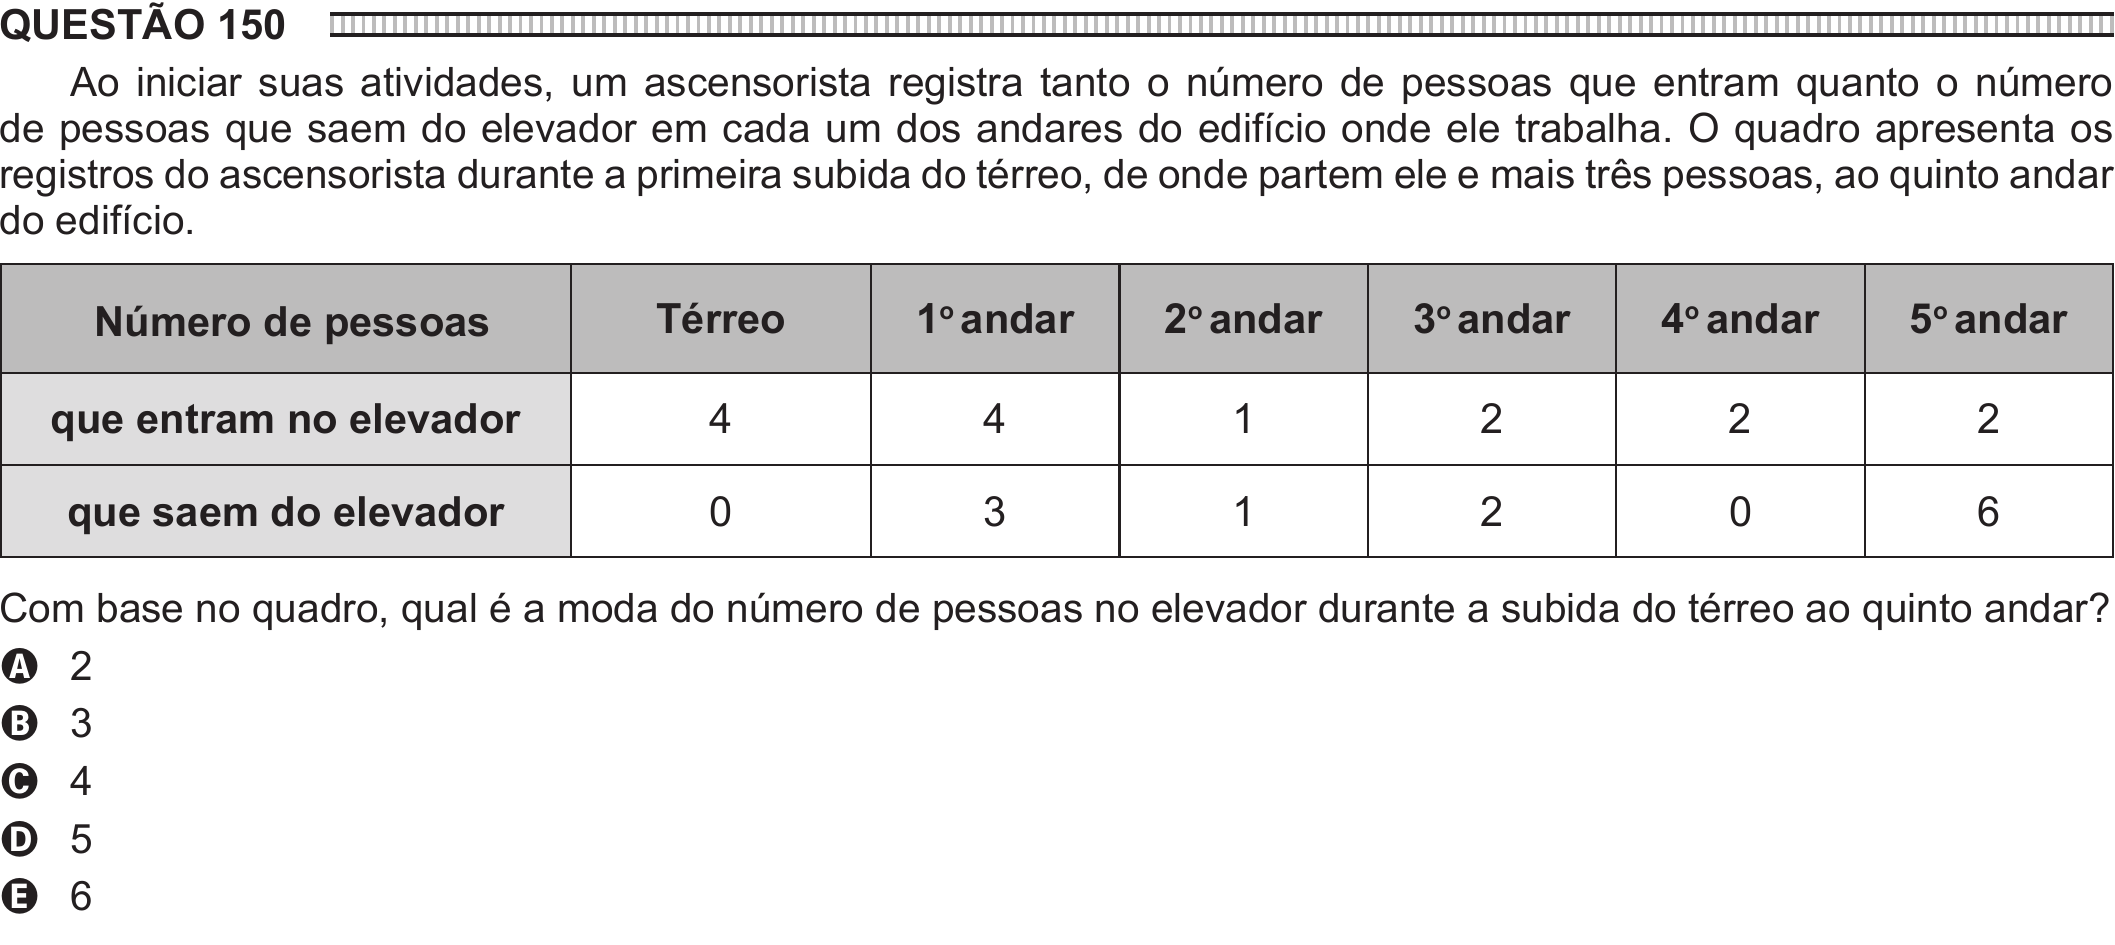 QUESTÃO 150
Ao iniciar suas atividades, um ascensorista registra tanto o número de pessoas que entram quanto o número
de pessoas que saem do elevador em cada um dos andares do edifício onde ele trabalha. O quadro apresenta os
registros do ascensorista durante a primeira subida do térreo, de onde partem ele e mais três pessoas, ao quinto andar
do edifício.
Número de pessoas Térreo 1º andar 2º andar 3º andar 4º andar 5º andar
que entram no elevador 4 4 1 2 2 2
que saem do elevador 0 3 1 2 0 6
Com base no quadro, qual é a moda do número de pessoas no elevador durante a subida do térreo ao quinto andar?
A 2
B 3
C 4
D 5
E 6